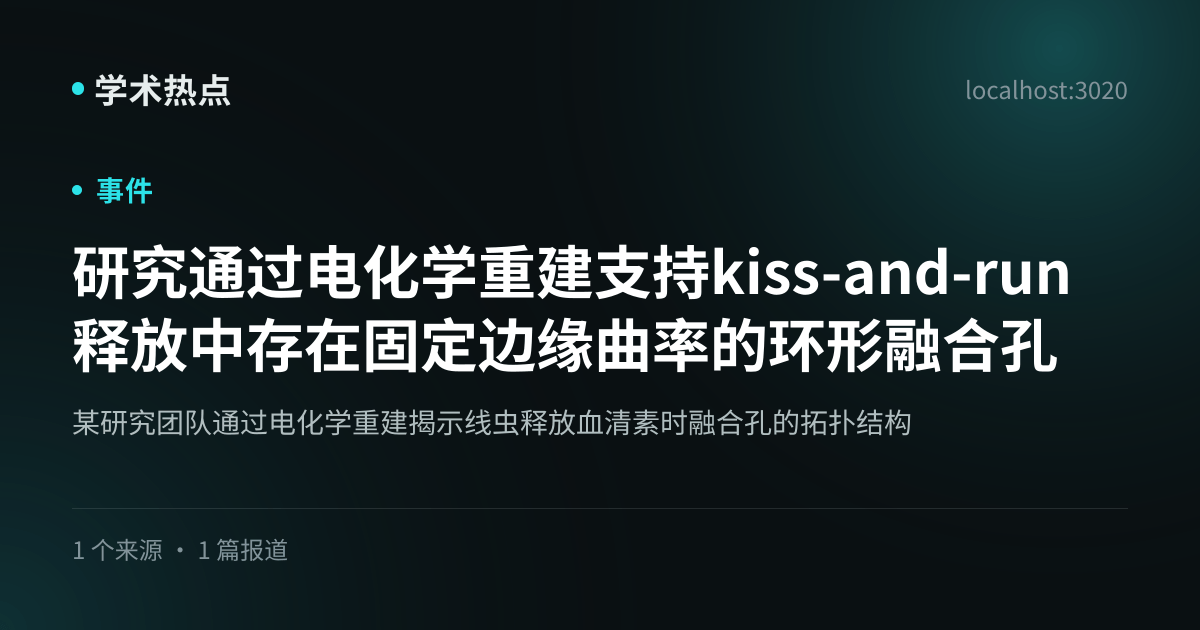 学术热点
localhost:3020
事件
研究通过电化学重建支持kiss-and-run
释放中存在固定边缘曲率的环形融合孔
某研究团队通过电化学重建揭示线虫释放血清素时融合孔的拓扑结构
1 个来源 · 1 篇报道